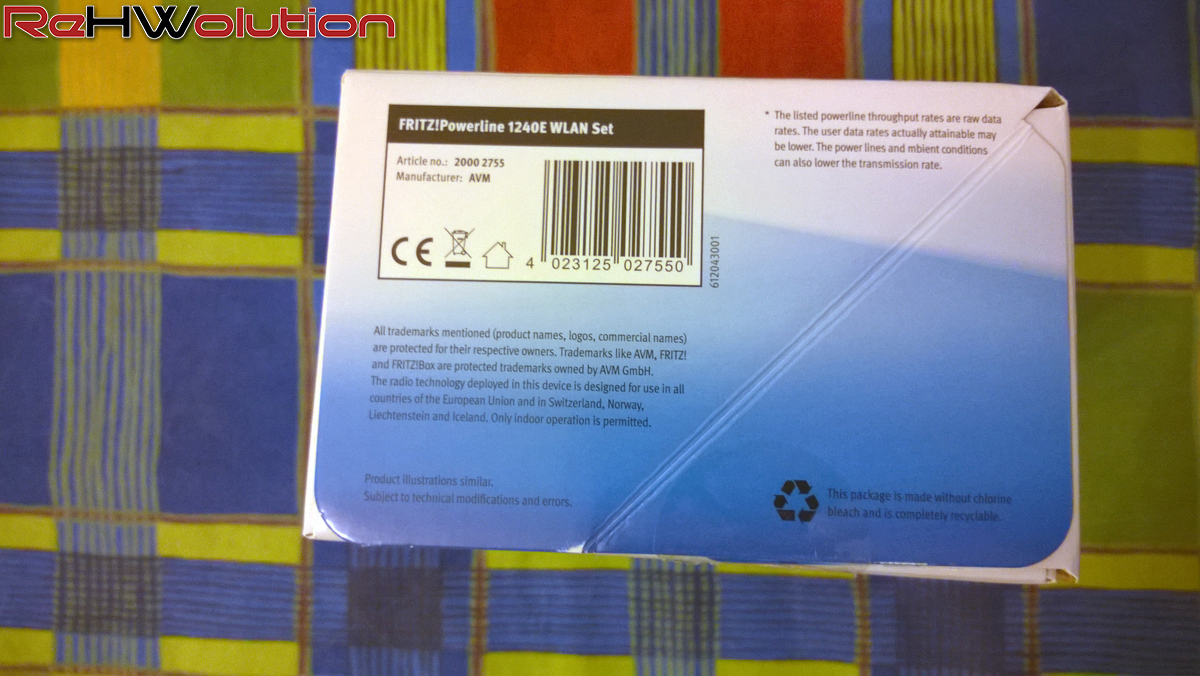 ReHWolution
FRITZ!Powerline 1240E WLAN Set
Article no.: 2000 2755
Manufacturer: AVM
CE
4 023125 027550
612043001
* The listed powerline throughput rates are raw data
rates. The user data rates actually attainable may
be lower. The power lines and mbient conditions
can also lower the transmission rate.
All trademarks mentioned (product names, logos, commercial names)
are protected for their respective owners. Trademarks like AVM, FRITZ!
and FRITZ!Box are protected trademarks owned by AVM GmbH.
The radio technology deployed in this device is designed for use in all
countries of the European Union and in Switzerland, Norway,
Liechtenstein and Iceland. Only indoor operation is permitted.
Product illustrations similar.
Subject to technical modifications and errors.
This package is made without chlorine
bleach and is completely recyclable.